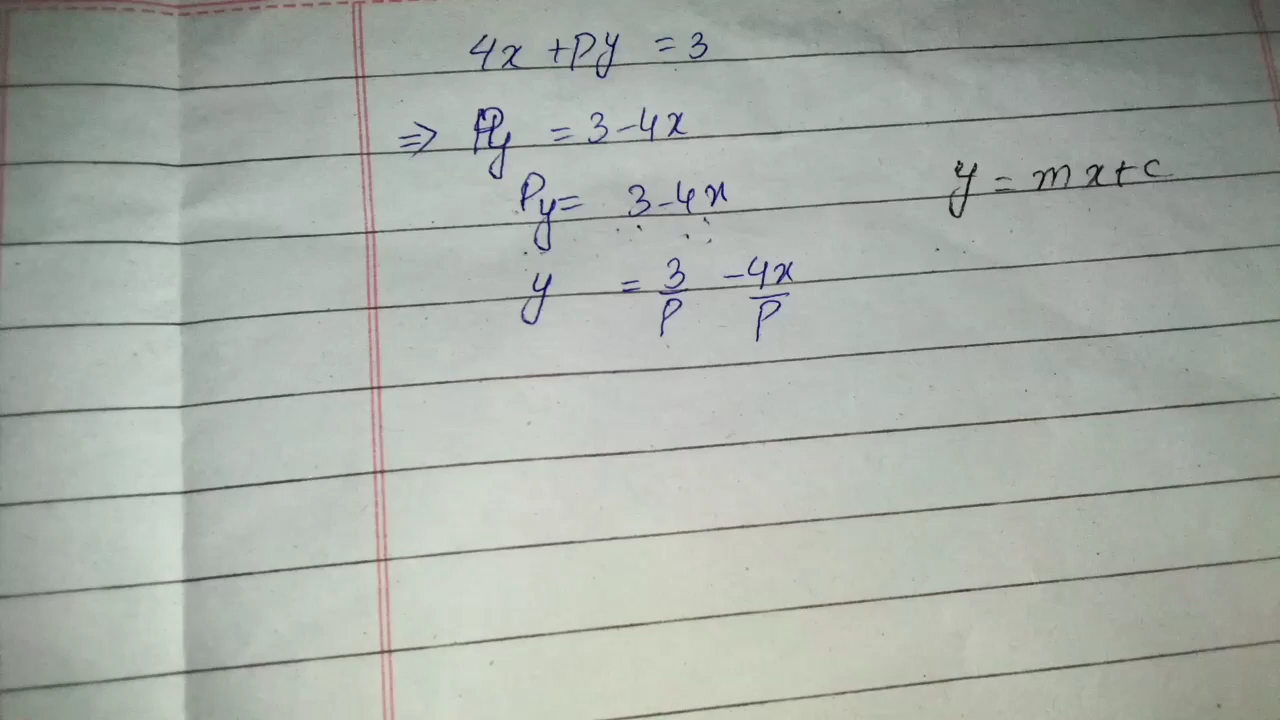 4x + py = 3
⇒ Py = 3 - 4x
Py = 3 - 4x
y = mx + c
y = 3/P - 4x/P